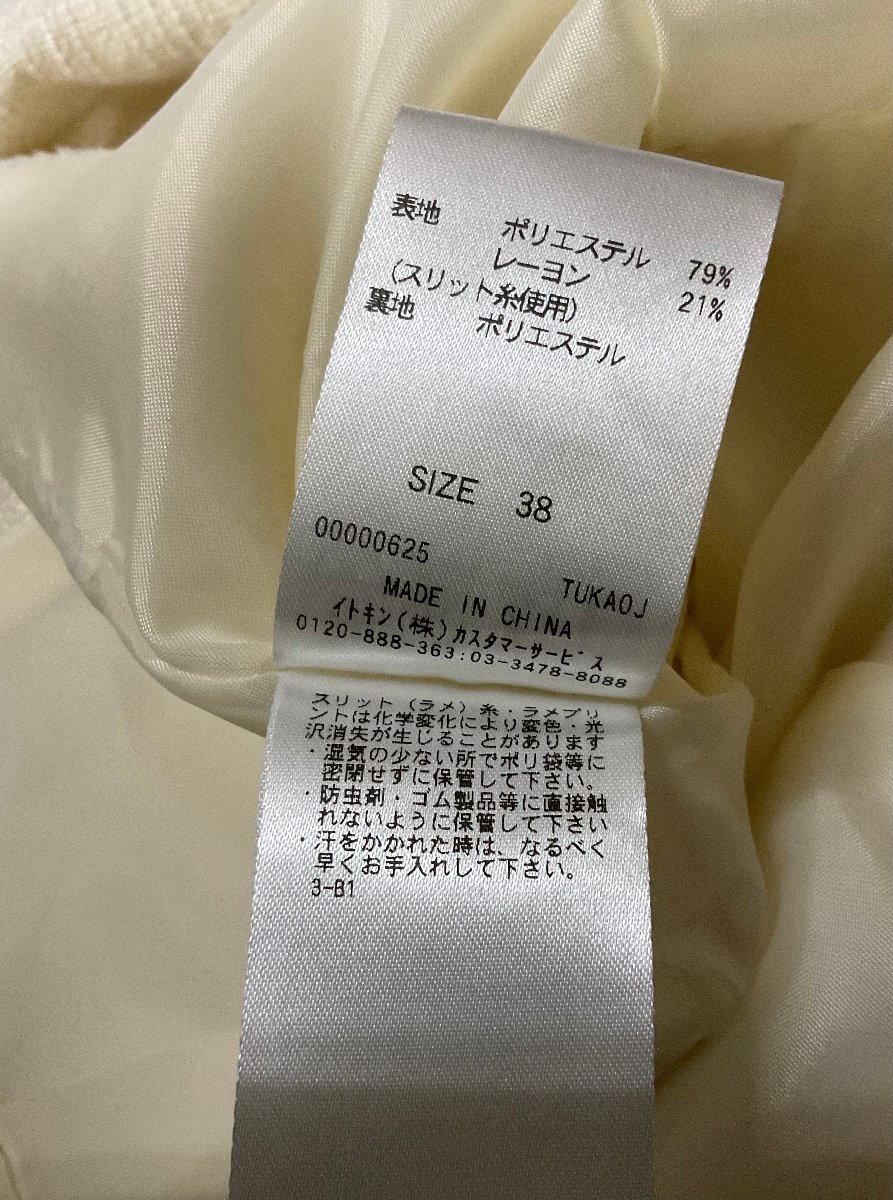 表地 ポリエステル 79%
レーヨン 21%
(スリット糸使用)
裏地 ポリエステル
SIZE 38
00000625 TUKAOJ
MADE IN CHINA
イトキン(株)カスタマーサービス
0120-888-363:03-3478-8088
スリット(ラメ)糸・ラメプリ
ントは化学変化により変色・光
沢消失が生じることがあります
・湿気の少ない所でポリ袋等に
密閉せずに保管して下さい。
・防虫剤・ゴム製品等に直接触
れないように保管して下さい
・汗をかかれた時は、なるべく
早くお手入れして下さい。
3-B1